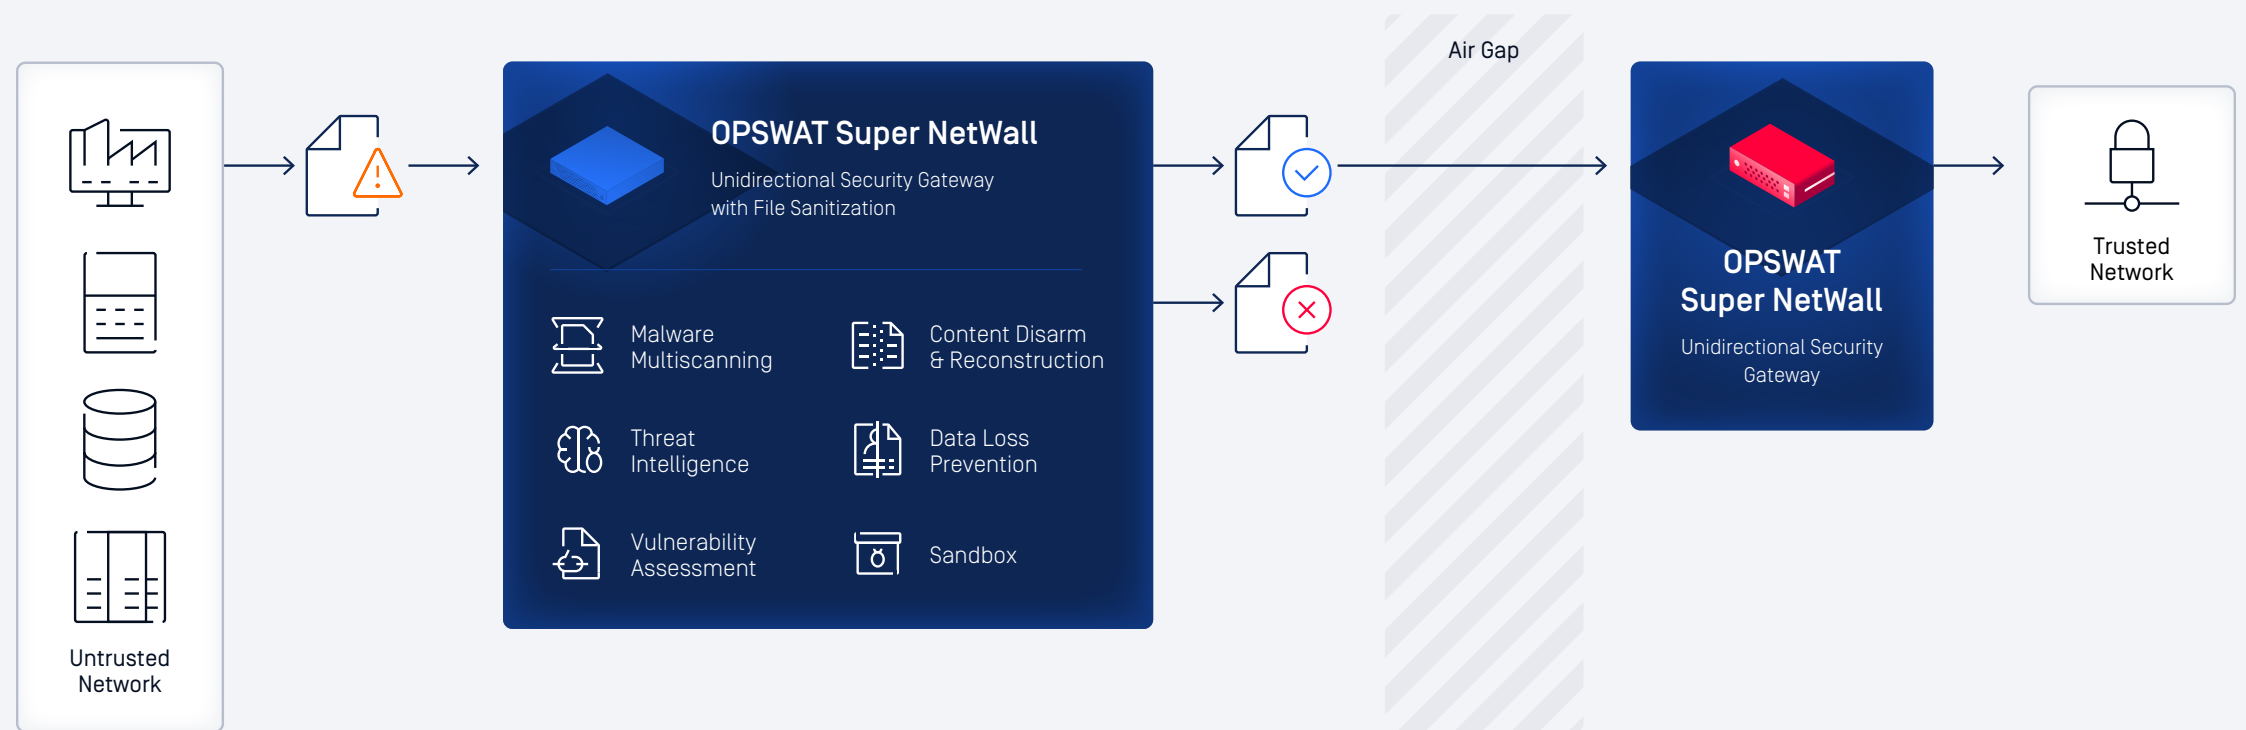 Untrusted
Network
OPSWAT Super NetWall
Unidirectional Security Gateway
with File Sanitization
Malware
Multiscanning
Content Disarm
& Reconstruction
Threat
Intelligence
Data Loss
Prevention
Vulnerability
Assessment
Sandbox
Air Gap
OPSWAT
Super NetWall
Unidirectional Security
Gateway
Trusted
Network